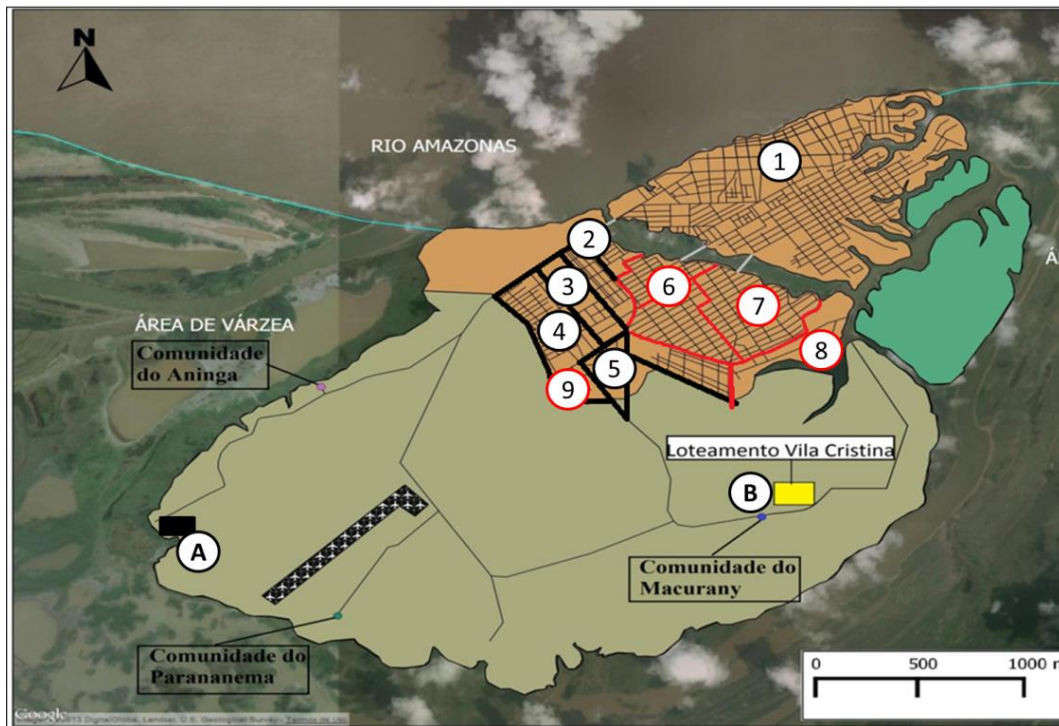 N
RIO AMAZONAS
1
2
3
6
7
4
8
5
9
ÁREA DE VÁRZEA
Á
Comunidade
do Aninga
Loteamento Vila Cristina
B
A
Comunidade do
Macurany
Comunidade do
Parananema
0 500 1000 m
Google